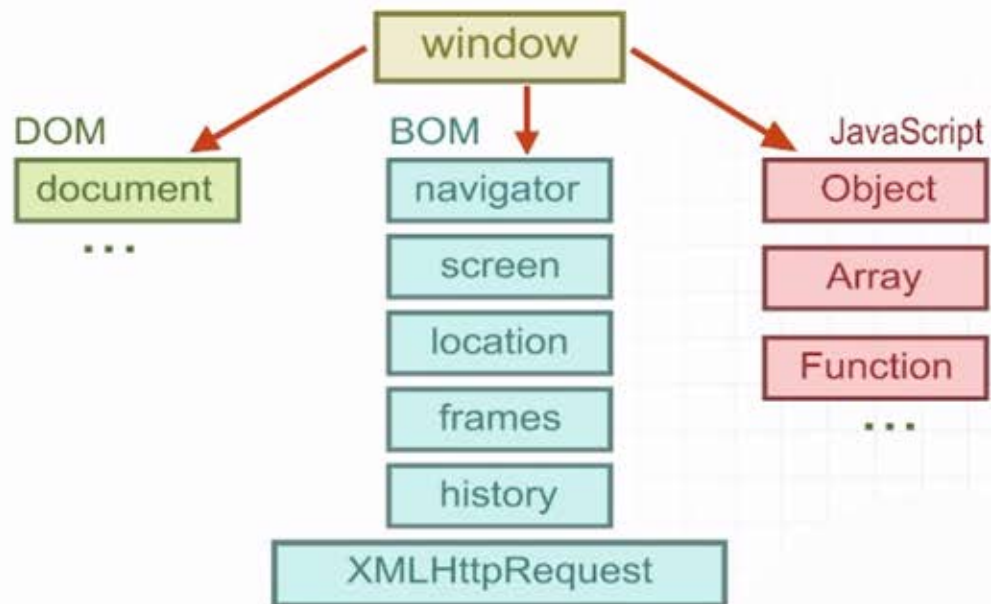 window
DOM
document
...
BOM
navigator
screen
location
frames
history
XMLHttpRequest
JavaScript
Object
Array
Function
...